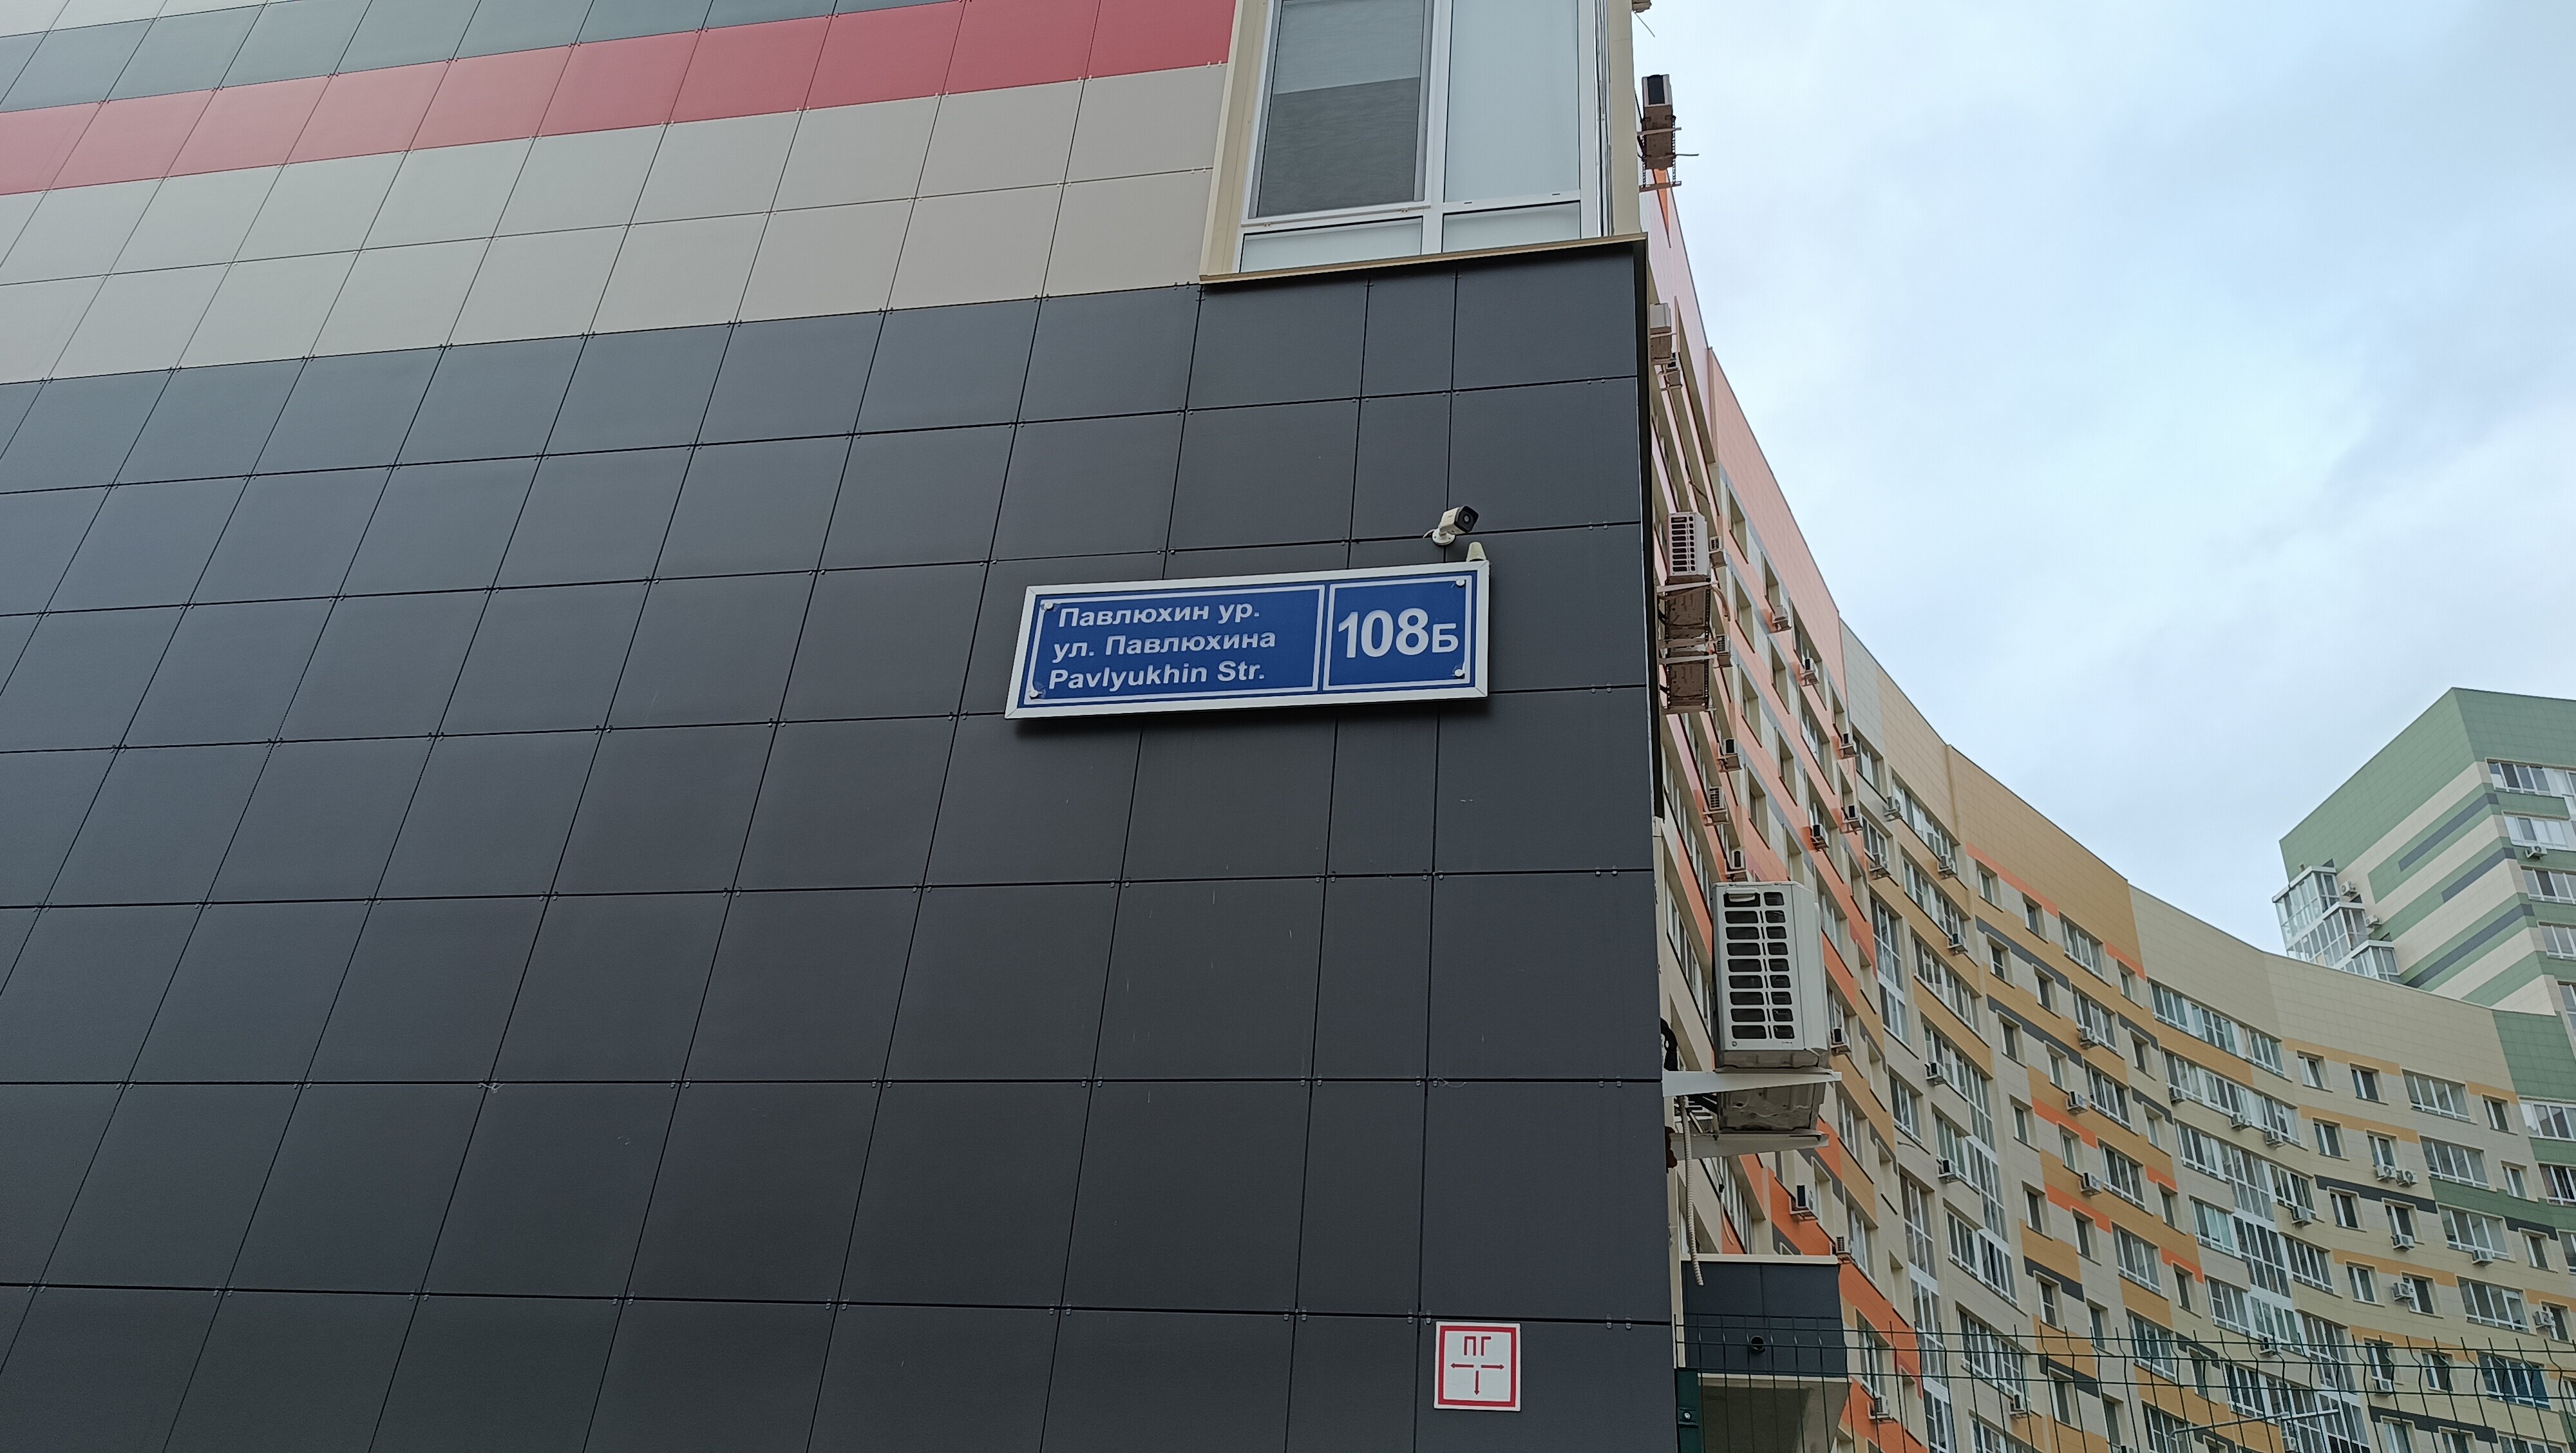 Павлюхин ур.
ул. Павлюхина
Pavlyukhin Str.
108Б
ПГ